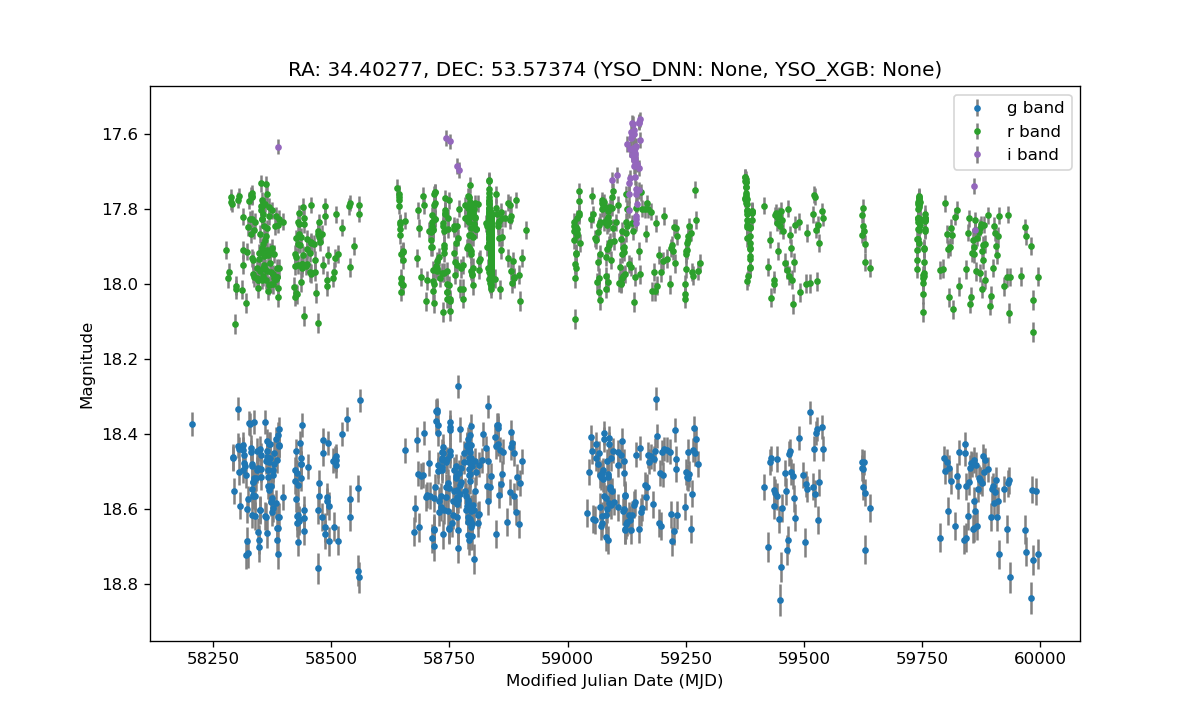 RA: 34.40277, DEC: 53.57374 (YSO_DNN: None, YSO_XGB: None)
g band
r band
i band
17.6
17.8
18.0
18.2
18.4
18.6
18.8
Magnitude
58250 58500 58750 59000 59250 59500 59750 60000
Modified Julian Date (MJD)